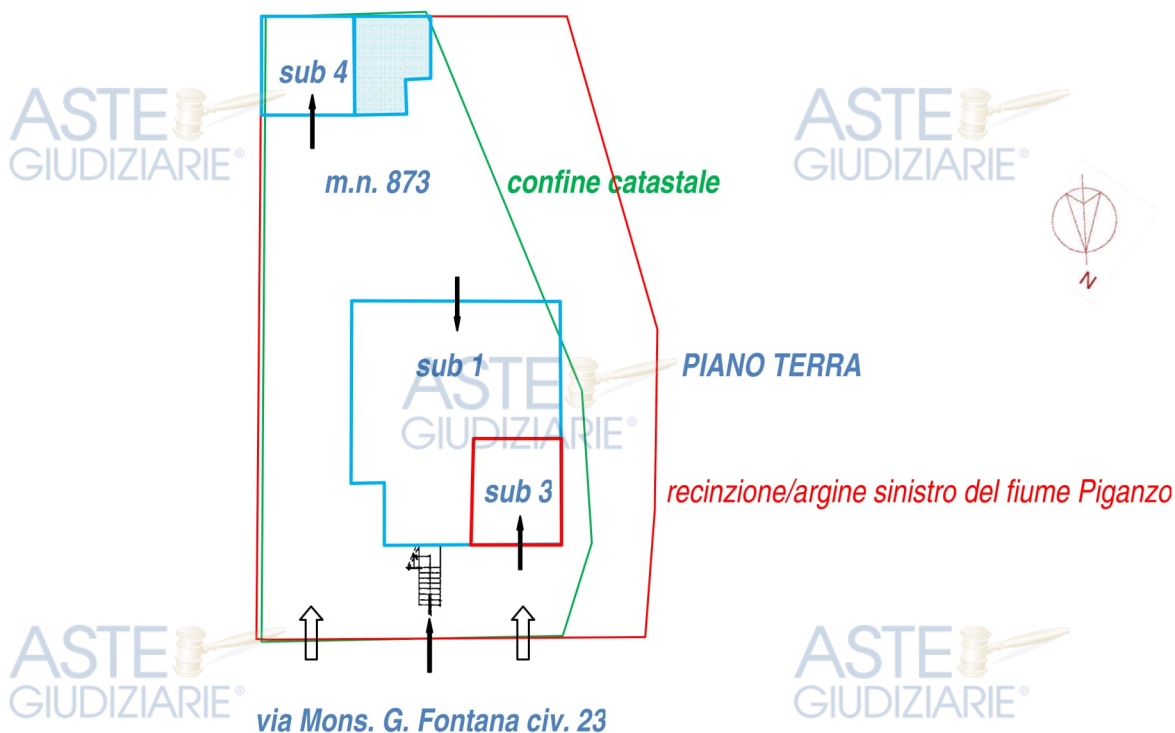 sub 4
ASTE
GIUDIZIARIE®
ASTE
GIUDIZIARIE®
m.n. 873
confine catastale
N
sub 1
PIANO TERRA
ASTE
GIUDIZIARIE®
sub 3
recinzione/argine sinistro del fiume Piganzo
ASTE
GIUDIZIARIE®
ASTE
GIUDIZIARIE®
via Mons. G. Fontana civ. 23